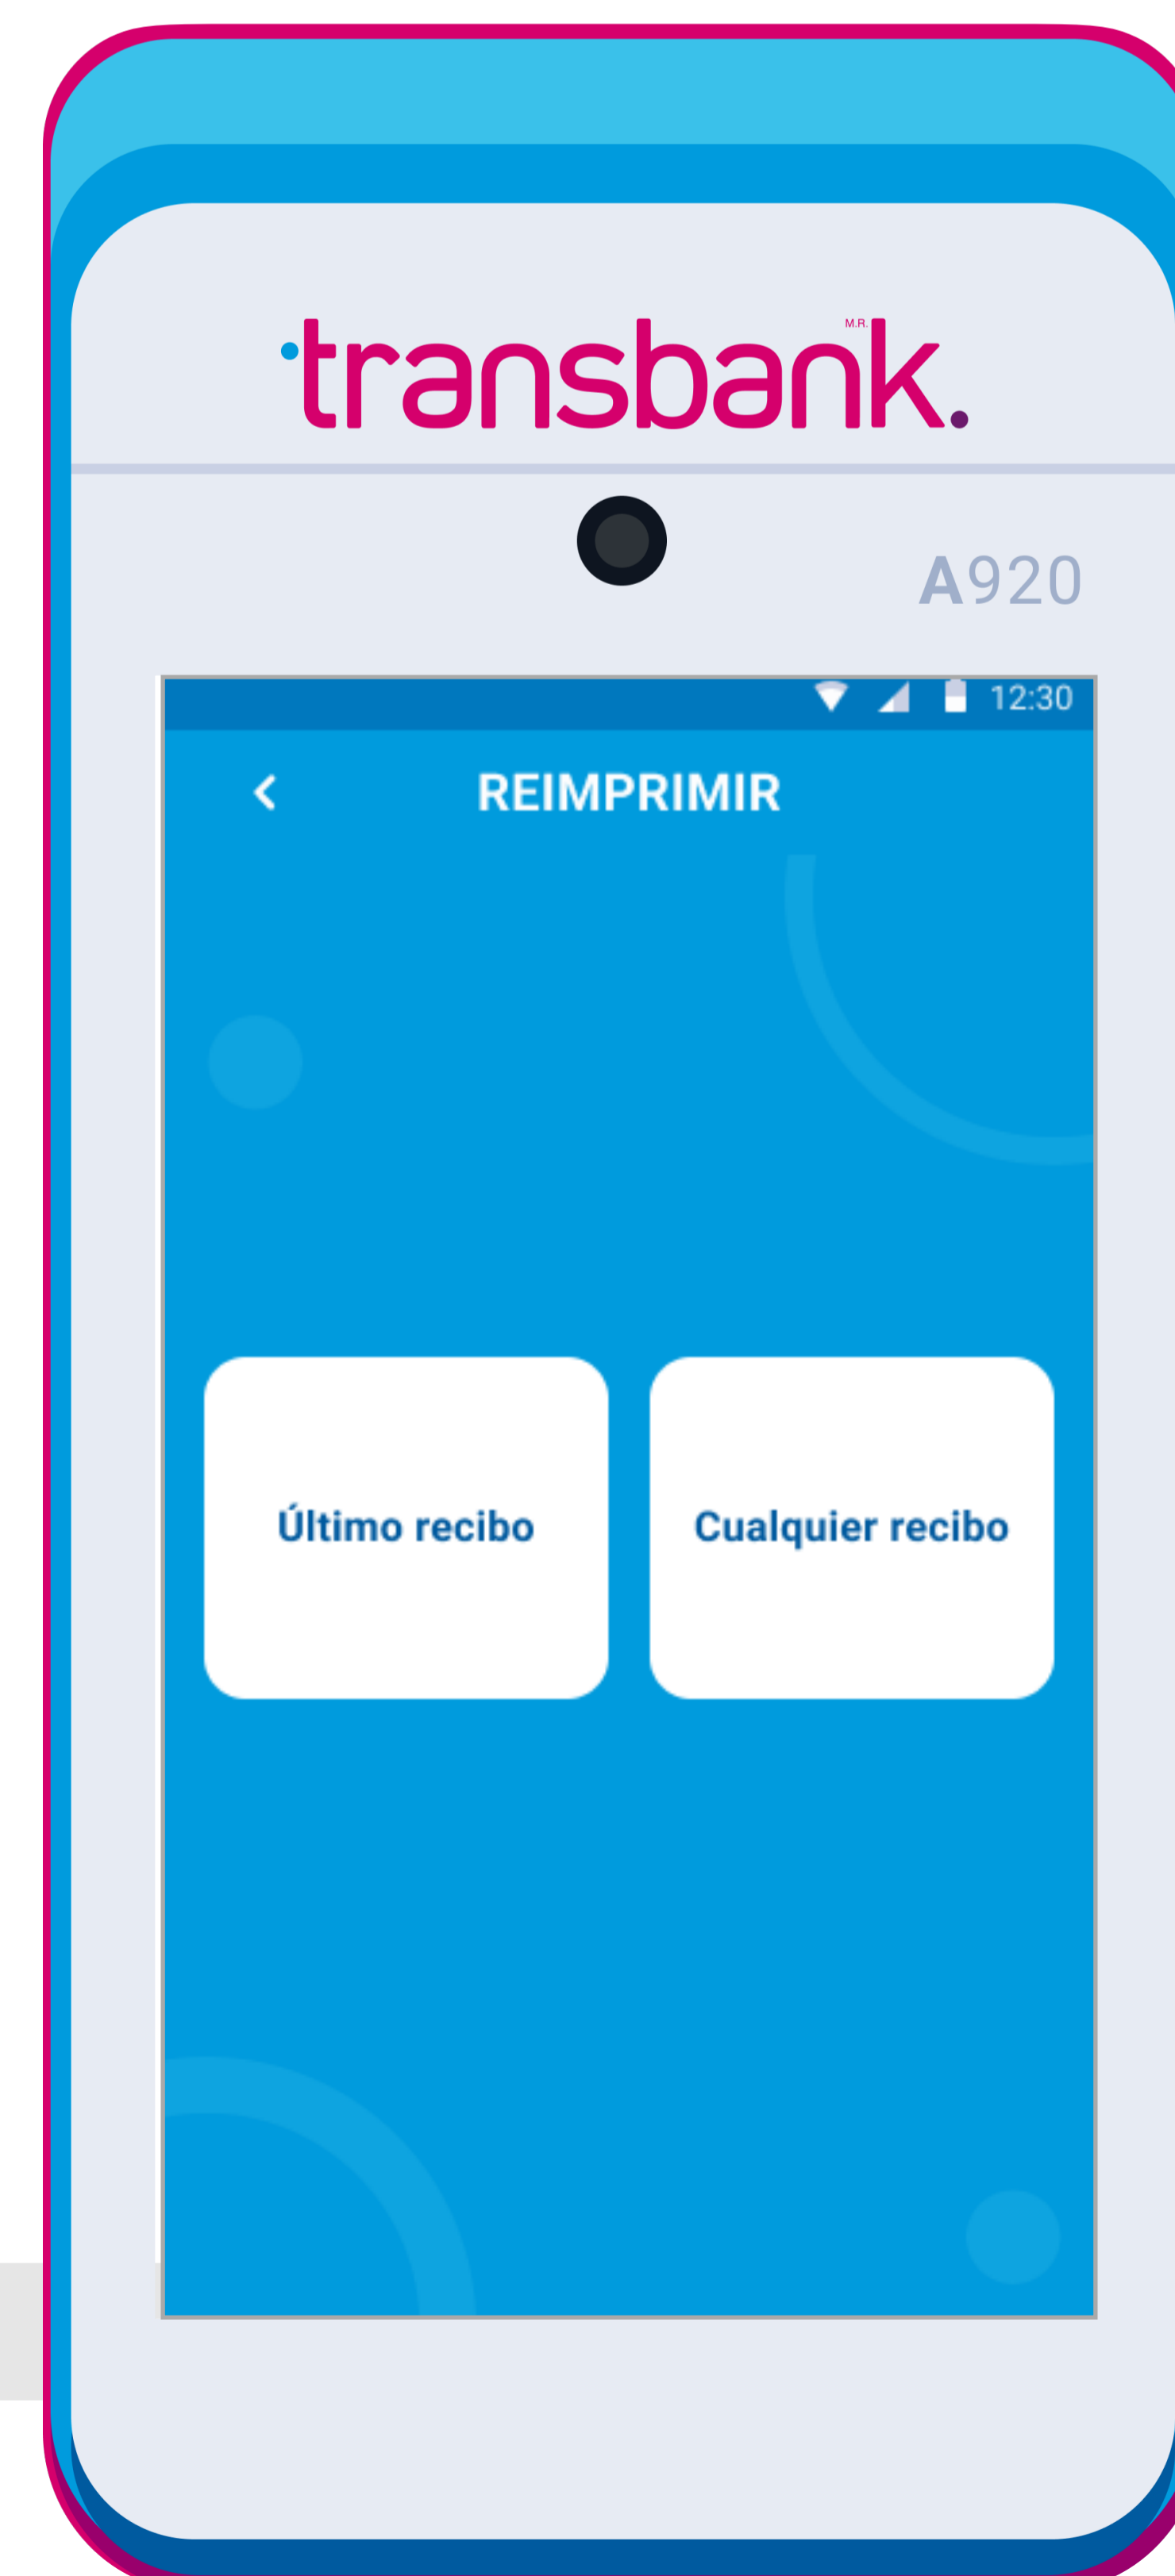 transbank.
M.R.
A920
12:30
REIMPRIMIR
Último recibo
Cualquier recibo